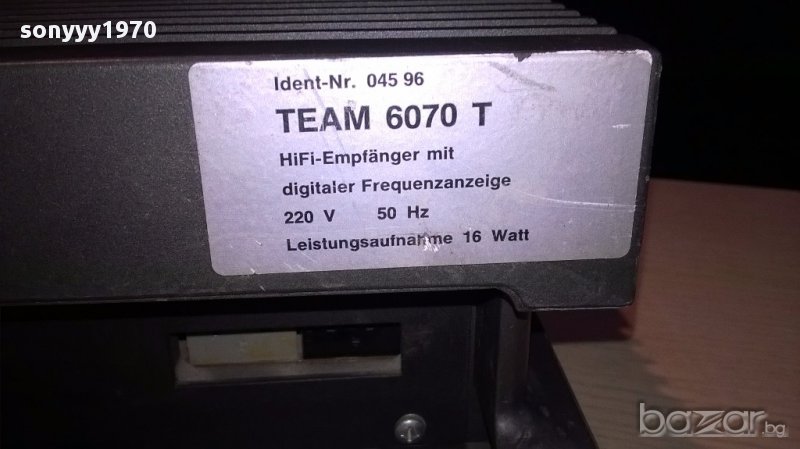 sonyyy1970
Ident-Nr. 045 96
TEAM 6070 T
HiFi-Empfänger mit
digitaler Frequenzanzeige
220 V 50 Hz
Leistungsaufnahme 16 Watt
bazar.bg